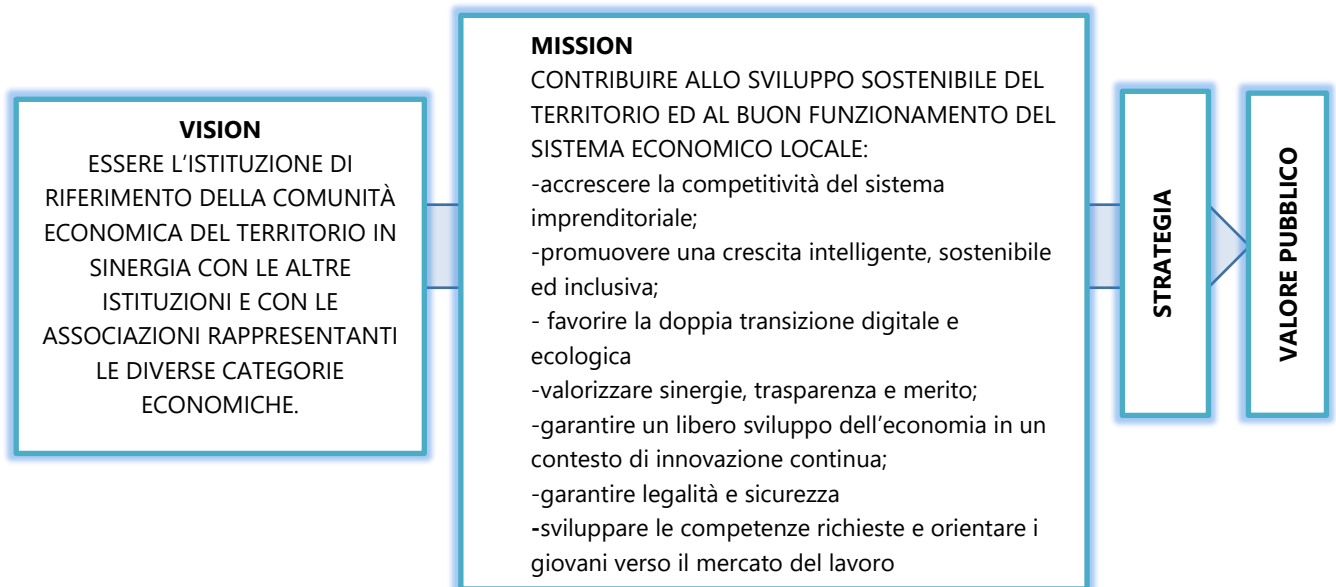 VISION
ESSERE L'ISTITUZIONE DI
RIFERIMENTO DELLA COMUNITÀ
ECONOMICA DEL TERRITORIO IN
SINERGIA CON LE ALTRE
ISTITUZIONI E CON LE
ASSOCIAZIONI RAPPRESENTANTI
LE DIVERSE CATEGORIE
ECONOMICHE.
MISSION
CONTRIBUIRE ALLO SVILUPPO SOSTENIBILE DEL
TERRITORIO ED AL BUON FUNZIONAMENTO DEL
SISTEMA ECONOMICO LOCALE:
-accrescere la competitività del sistema
imprenditoriale;
-promuovere una crescita intelligente, sostenibile
ed inclusiva;
- favorire la doppia transizione digitale e
ecologica
-valorizzare sinergie, trasparenza e merito;
-garantire un libero sviluppo dell'economia in un
contesto di innovazione continua;
-garantire legalità e sicurezza
-sviluppare le competenze richieste e orientare i
giovani verso il mercato del lavoro
STRATEGIA
VALORE PUBBLICO